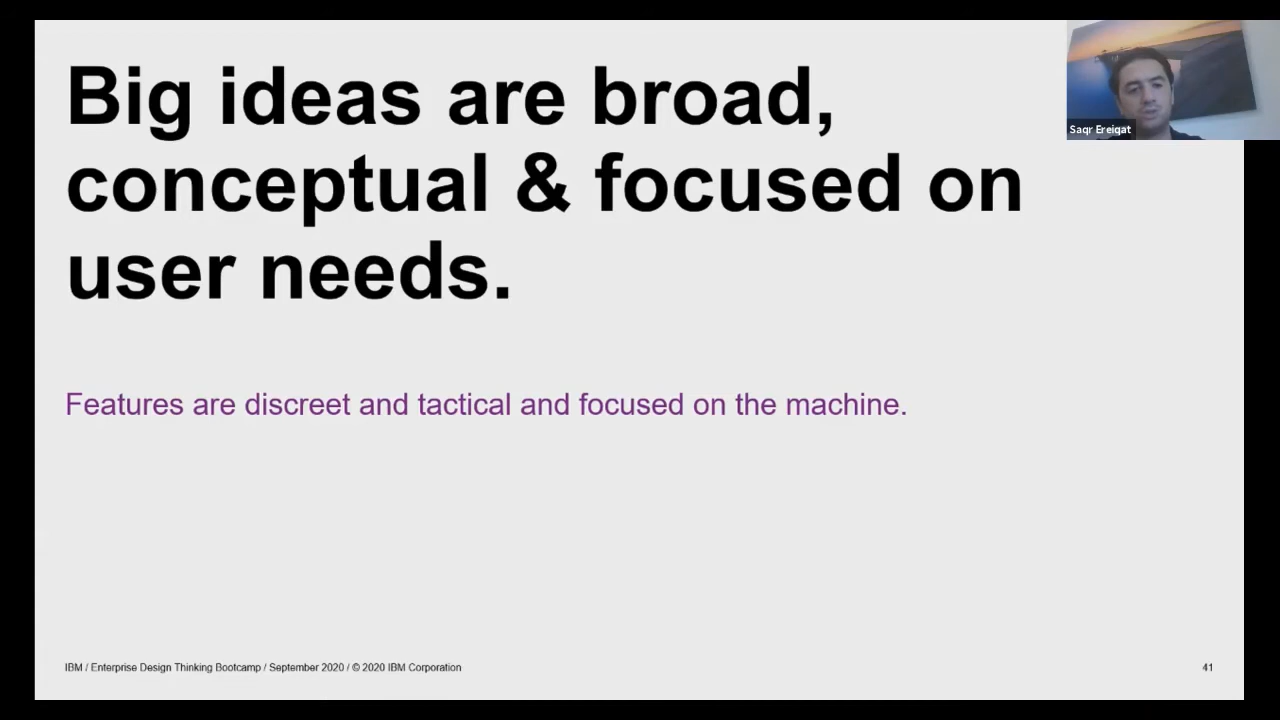 Big ideas are broad,
conceptual & focused on
user needs.
Saqr Ereiqat
Features are discreet and tactical and focused on the machine.
IBM / Enterprise Design Thinking Bootcamp / September 2020 / © 2020 IBM Corporation
41